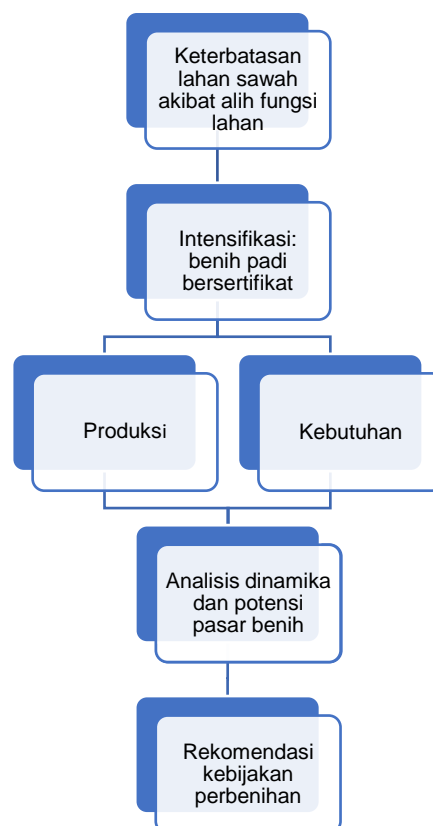 Keterbatasan
lahan sawah
akibat alih fungsi
lahan
Intensifikasi:
benih padi
bersertifikat
Produksi
Kebutuhan
Analisis dinamika
dan potensi
pasar benih
Rekomendasi
kebijakan
perbenihan